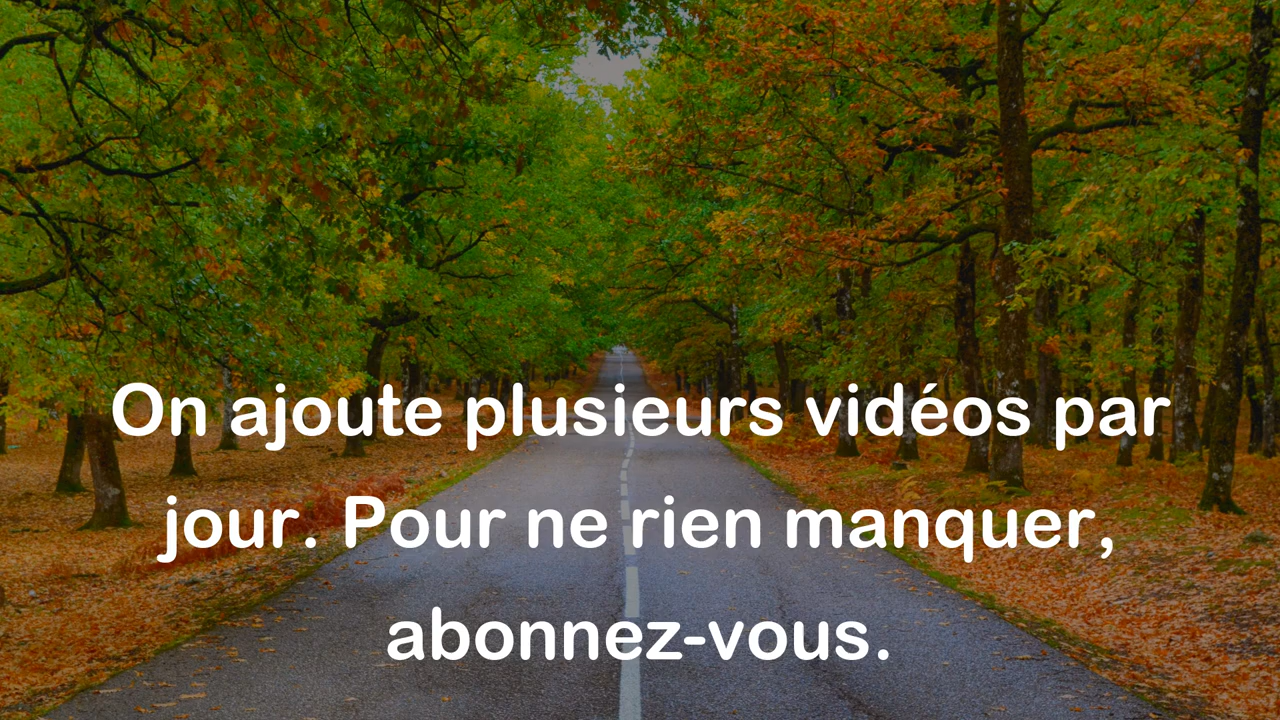 On ajoute plusieurs vidéos par
jour. Pour ne rien manquer,
abonnez-vous.